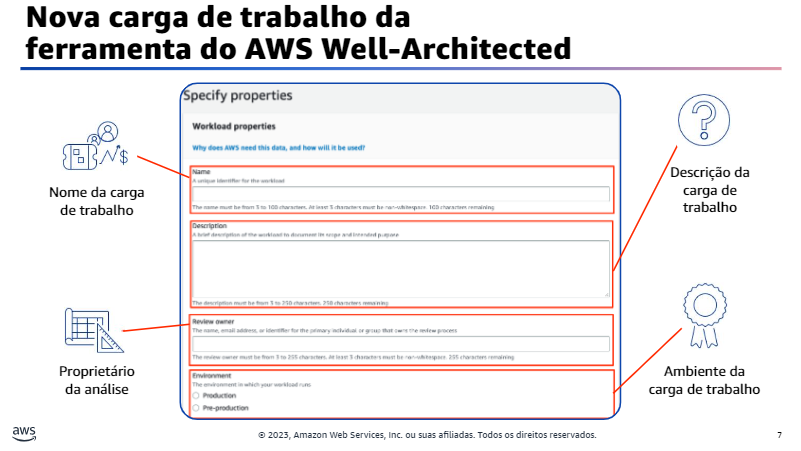 Nova carga de trabalho da
ferramenta do AWS Well-Architected
Specify properties
Workload properties
Why does AWS need this data, and how will it be used?
Name
A unique identifier for the workload
The name must be from 3 to 100 characters. At least 3 characters must be non-whitespace. 100 characters remaining
Description
A brief description of the workload to document its scope and intended purpose
The description must be from 3 to 250 characters. 250 characters remaining
Review owner
The name, email address, or identifier for the primary individual or group that owns the review process
The review owner must be from 3 to 255 characters. At least 3 characters must be non-whitespace. 255 characters remaining
Environment
The environment in which your workload runs
Production
Pre-production
Nome da carga
de trabalho
Descrição da
carga de
trabalho
Proprietário
da análise
Ambiente da
carga de trabalho
aws
© 2023, Amazon Web Services, Inc. ou suas afiliadas. Todos os direitos reservados.
7